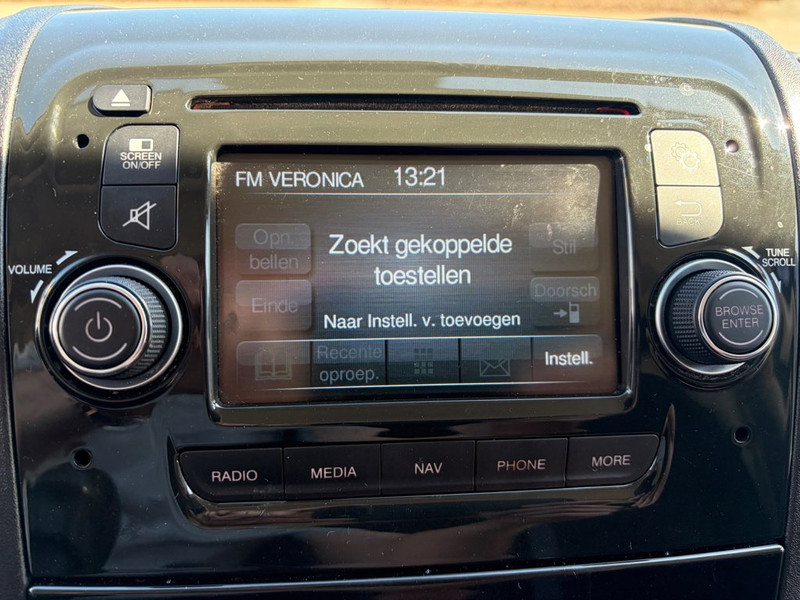 SCREEN
ON/OFF
VOLUME
FM VERONICA 13:21
Opn.
bellen
Zoekt gekoppelde
toestellen
Stil
Einde
Doorsch
Naar Instell. v. toevoegen
Recente
oproep.
Instell.
BACK
TUNE
SCROLL
BROWSE
ENTER
RADIO
MEDIA
NAV
PHONE
MORE